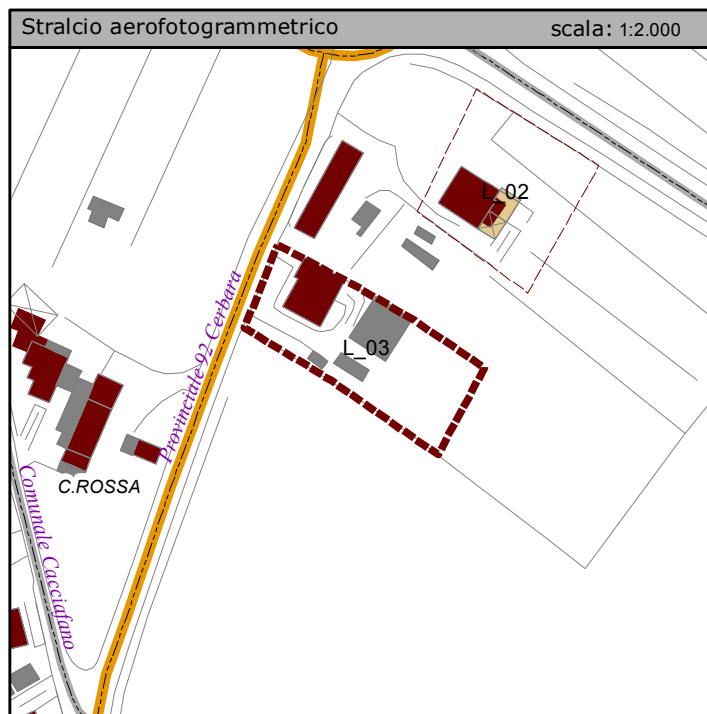 Stralcio aerofotogrammetrico scala: 1:2.000
L_02
Provinciale 92 Cerbara
L_03
C.ROSSA
Comunale Cacciafano